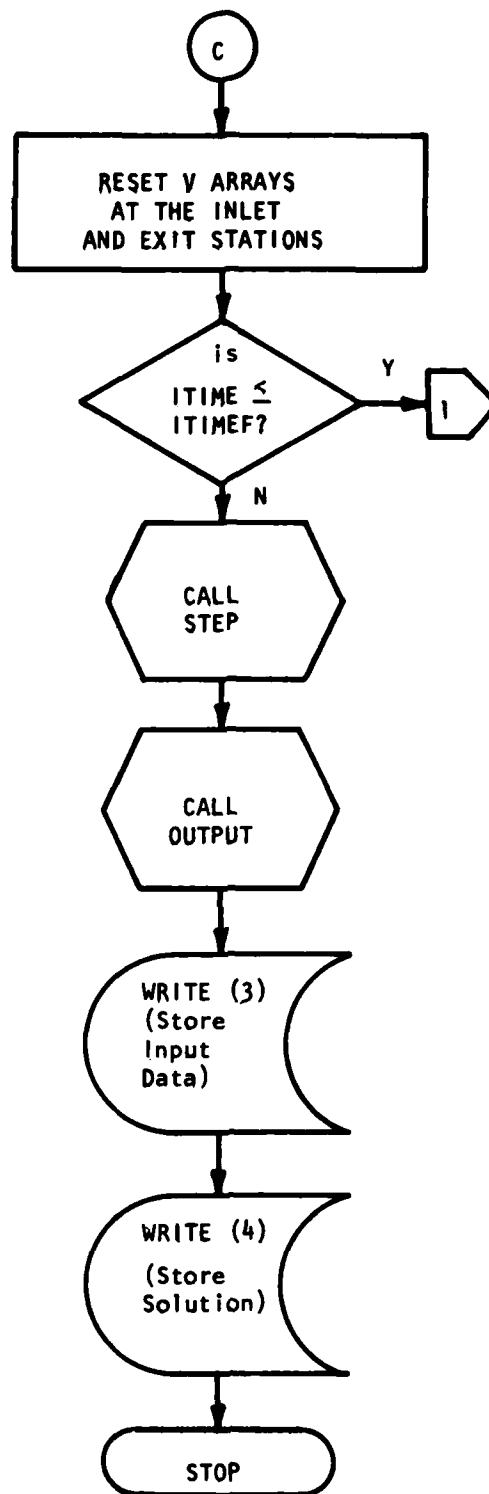 C
RESET V ARRAYS
AT THE INLET
AND EXIT STATIONS
is
ITIME ≤
ITIMEF?
Y
1
N
CALL
STEP
CALL
OUTPUT
WRITE (3)
(Store
Input
Data)
WRITE (4)
(Store
Solution)
STOP